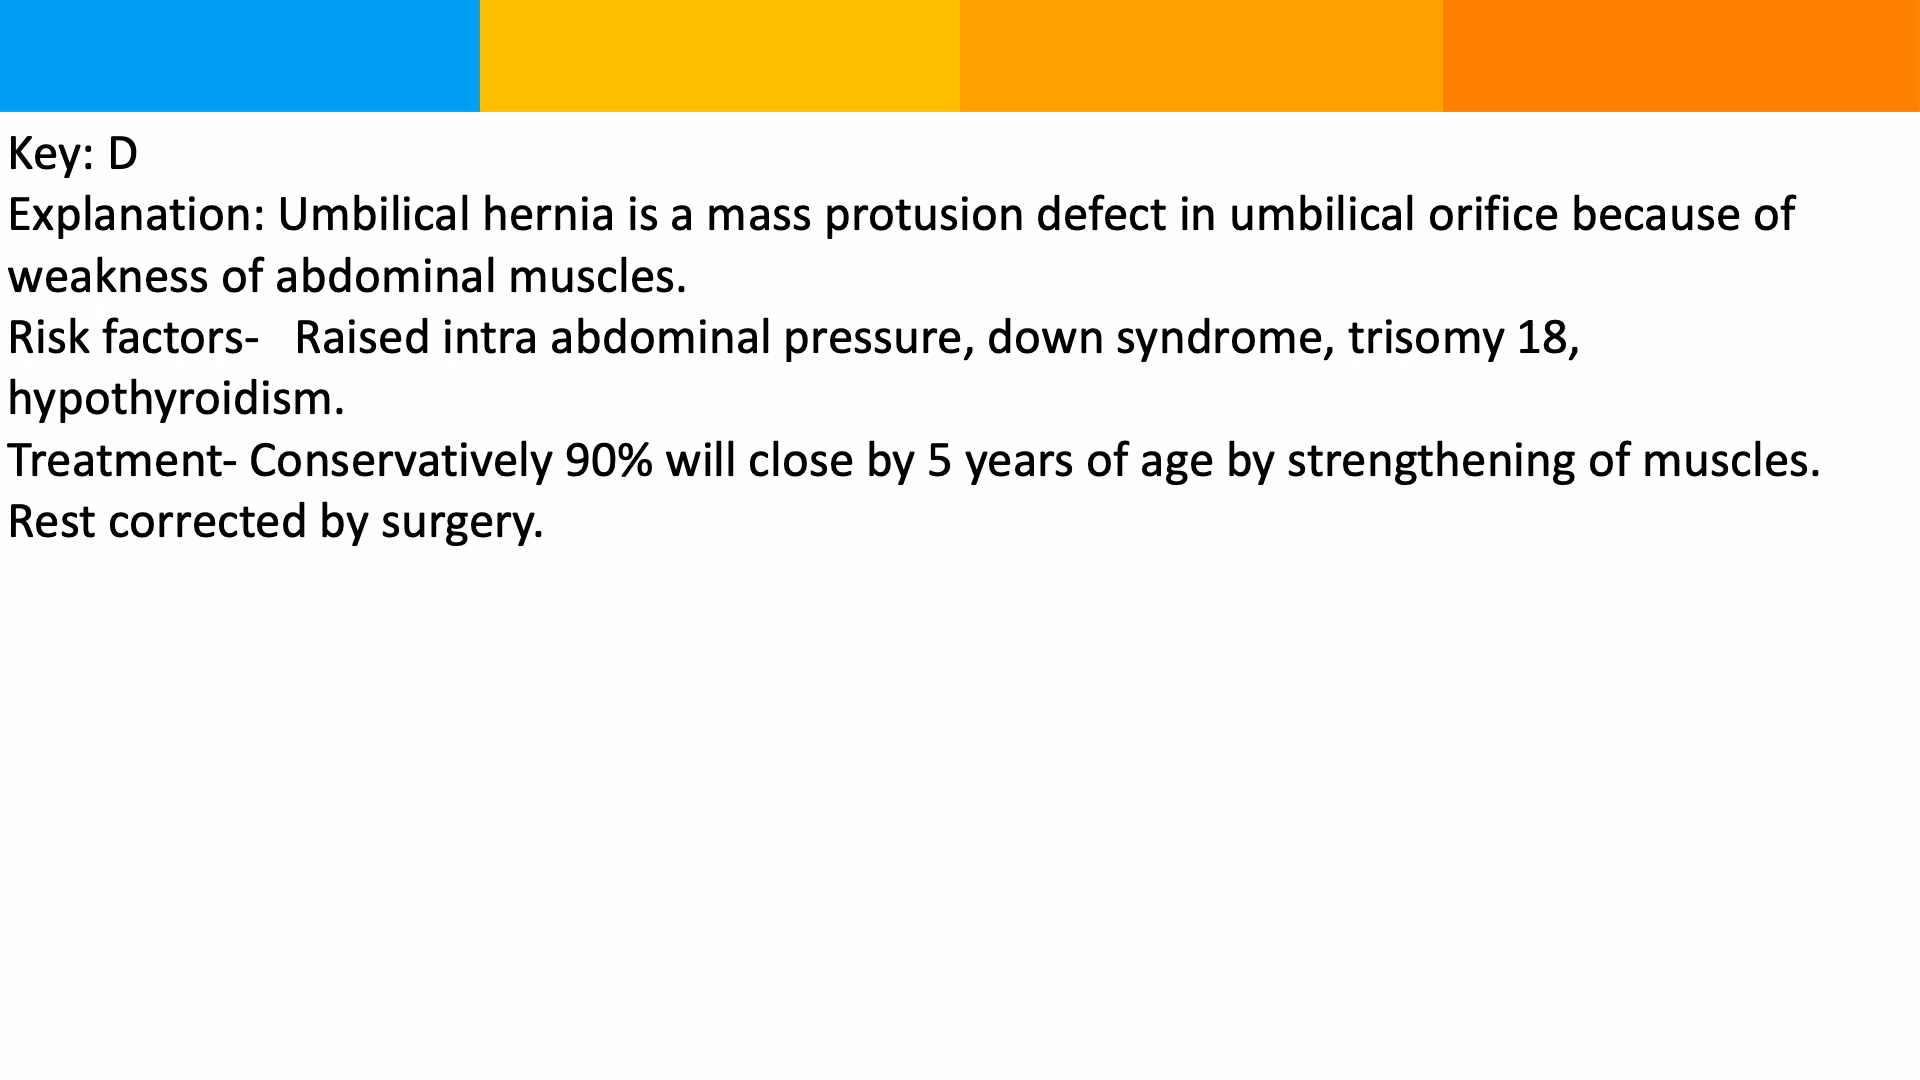 Key: D
Explanation: Umbilical hernia is a mass protusion defect in umbilical orifice because of
weakness of abdominal muscles.
Risk factors-   Raised intra abdominal pressure, down syndrome, trisomy 18,
hypothyroidism.
Treatment- Conservatively 90% will close by 5 years of age by strengthening of muscles.
Rest corrected by surgery.